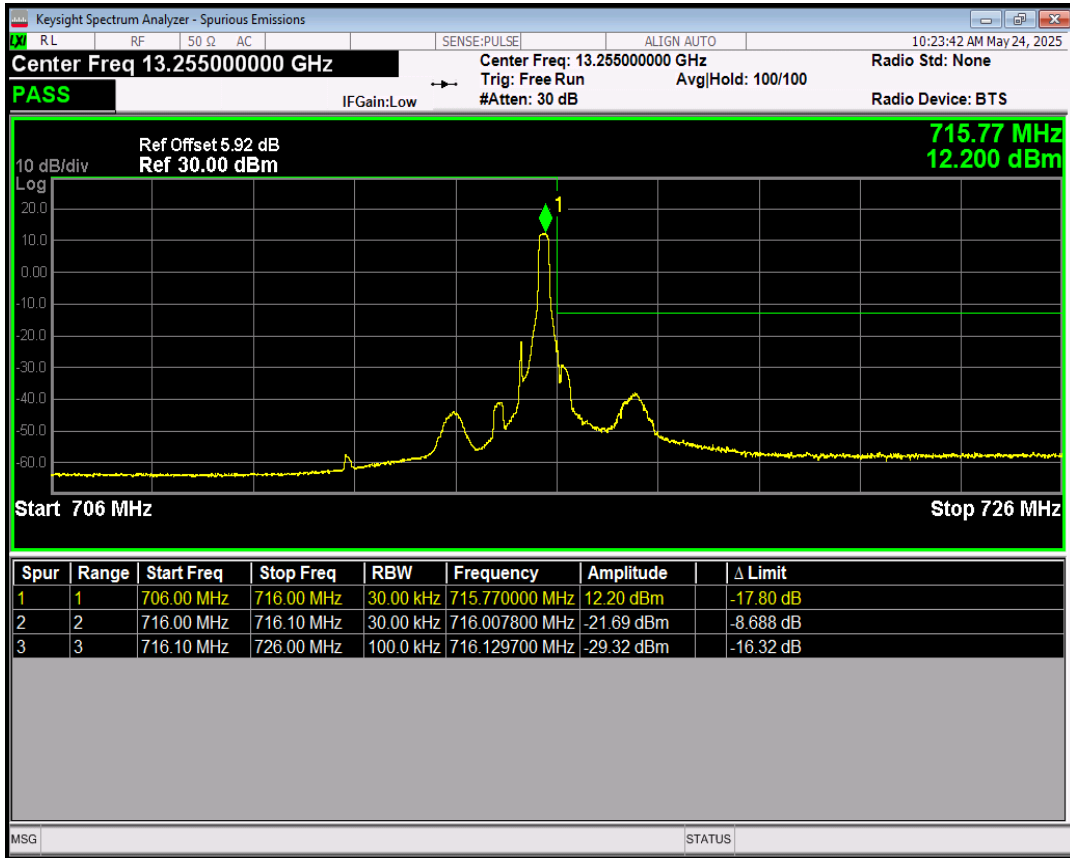 Keysight Spectrum Analyzer - Spurious Emissions
LXI RL RF 50 Ω AC SENSE:PULSE ALIGN AUTO 10:23:42 AM May 24, 2025
Center Freq 13.255000000 GHz Center Freq: 13.255000000 GHz Radio Std: None
Trig: Free Run Avg|Hold: 100/100
PASS IFGain:Low #Atten: 30 dB Radio Device: BTS
715.77 MHz
Ref Offset 5.92 dB
12.200 dBm
10 dB/div Ref 30.00 dBm
Log
1
20.0
10.0
0.00
-10.0
-20.0
-30.0
-40.0
-50.0
-60.0
Start 706 MHz Stop 726 MHz
Spur Range Start Freq Stop Freq RBW Frequency Amplitude Δ Limit
1 1 706.00 MHz 716.00 MHz 30.00 kHz 715.770000 MHz 12.20 dBm -17.80 dB
2 2 716.00 MHz 716.10 MHz 30.00 kHz 716.007800 MHz -21.69 dBm -8.688 dB
3 3 716.10 MHz 726.00 MHz 100.0 kHz 716.129700 MHz -29.32 dBm -16.32 dB
MSG STATUS